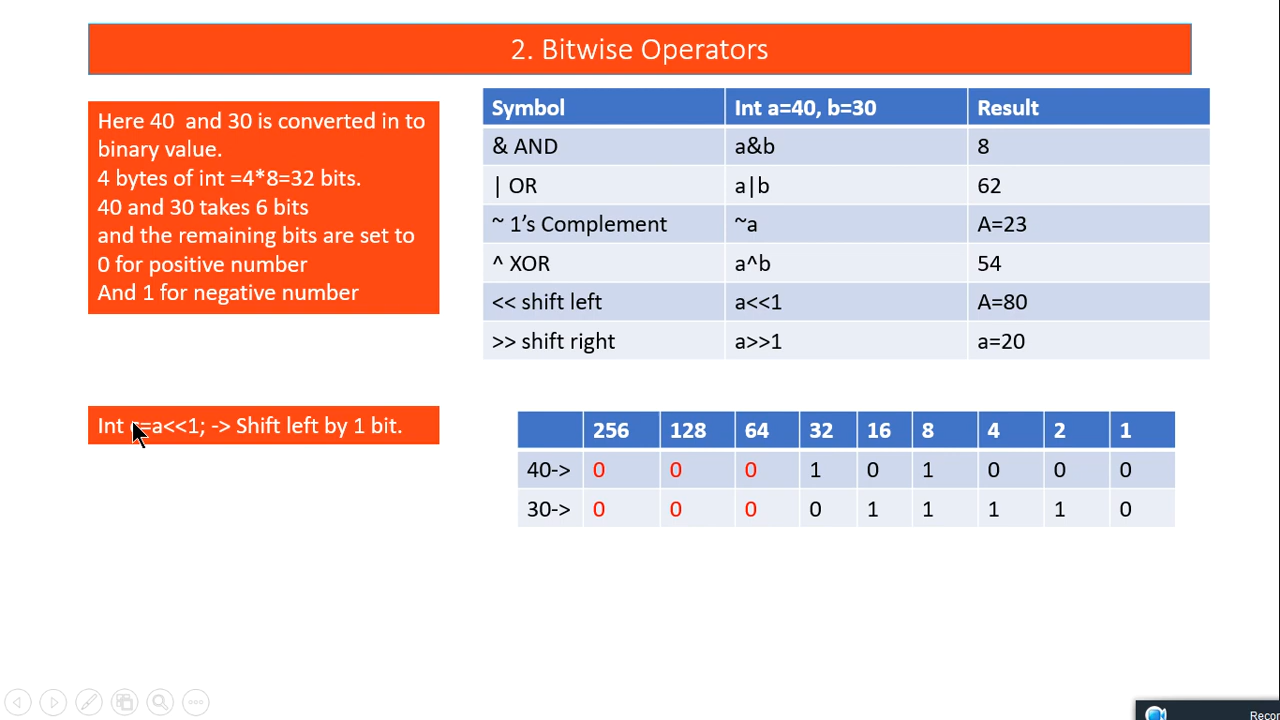 2. Bitwise Operators
Here 40 and 30 is converted in to
binary value.
4 bytes of int =4*8=32 bits.
40 and 30 takes 6 bits
and the remaining bits are set to
0 for positive number
And 1 for negative number
Symbol Int a=40, b=30 Result
& AND a&b 8
| OR a|b 62
~ 1’s Complement ~a A=23
^ XOR a^b 54
<< shift left a<<1 A=80
>> shift right a>>1 a=20
Int =a<<1; -> Shift left by 1 bit.
256 128 64 32 16 8 4 2 1
40-> 0 0 0 1 0 1 0 0 0
30-> 0 0 0 0 1 1 1 1 0
Recor